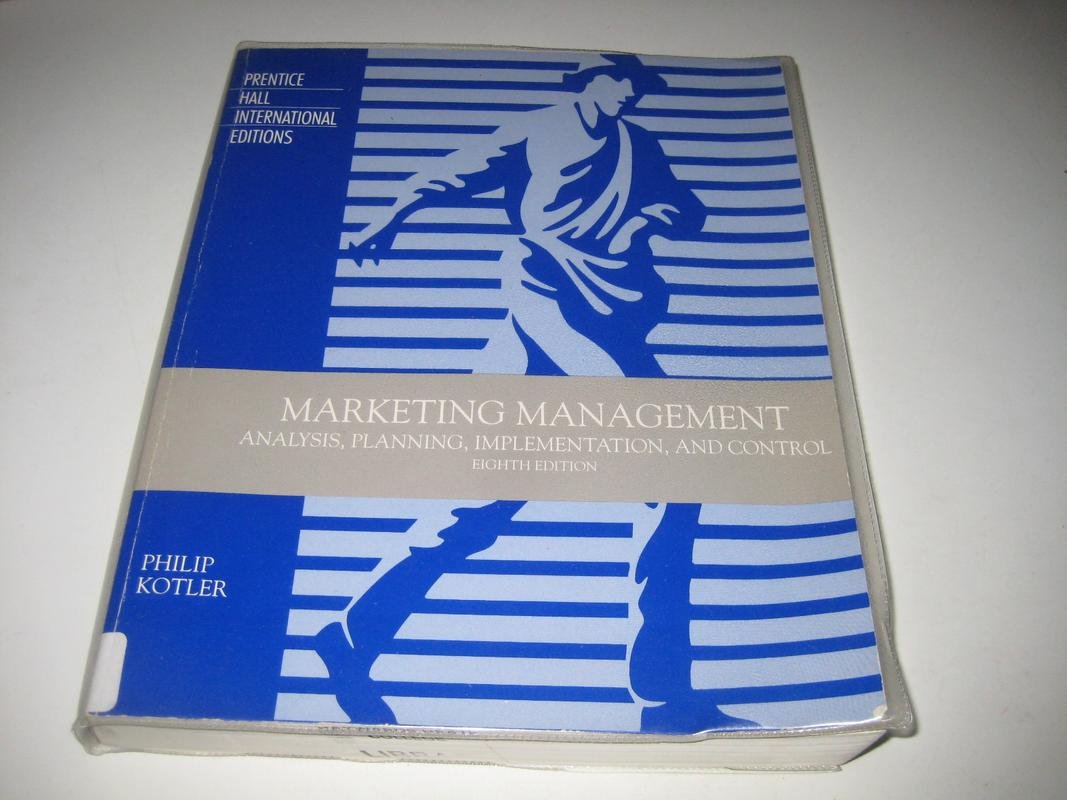 PRENTICE
HALL
INTERNATIONAL
EDITIONS
MARKETING MANAGEMENT
ANALYSIS, PLANNING, IMPLEMENTATION, AND CONTROL
EIGHTH EDITION
PHILIP
KOTLER